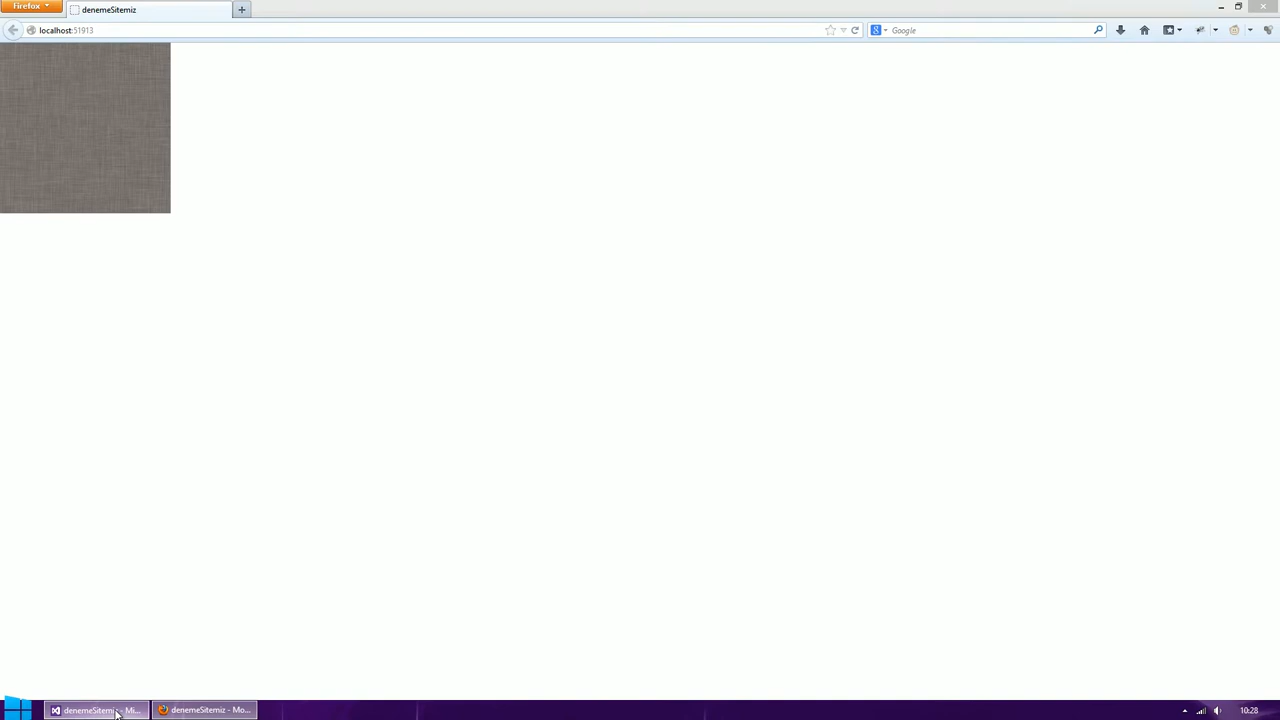 Firefox
denemeSitemiz
localhost:51913
Google
denemeSitemiz - Mi...
denemeSitemiz - Mo...
10:28